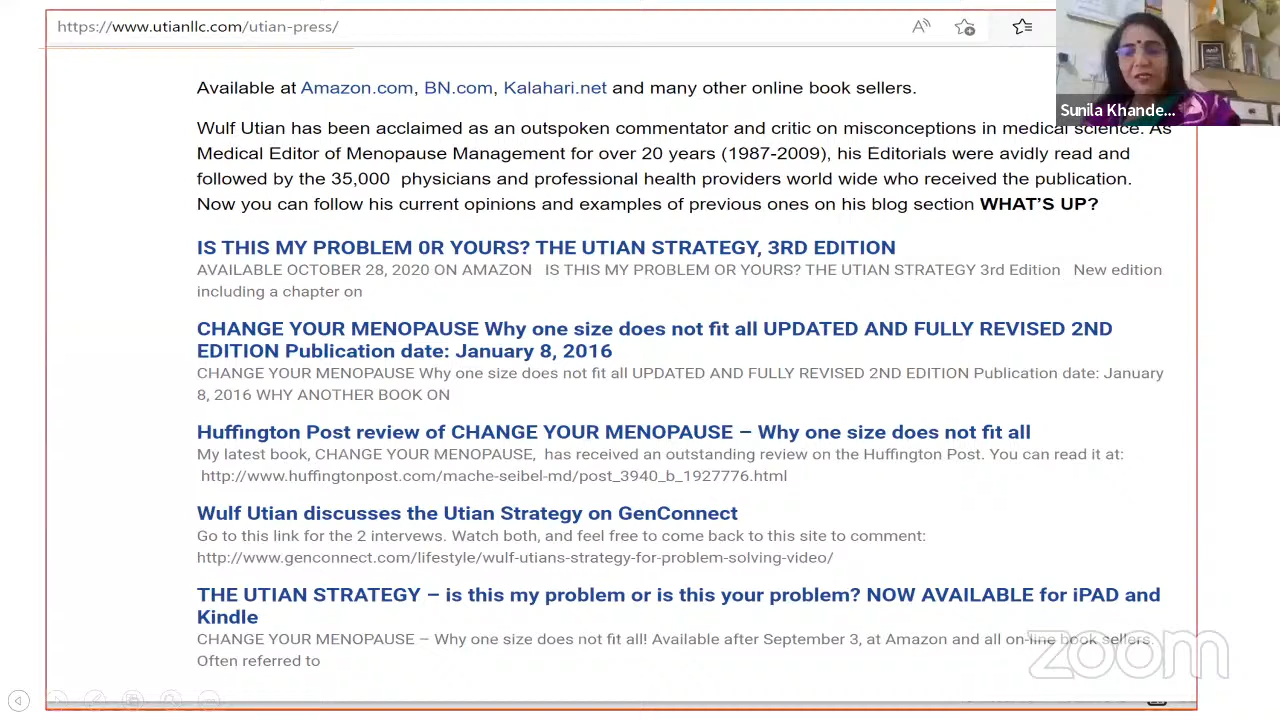 https://www.utianllc.com/utian-press/
Sunila Khande...
Available at Amazon.com, BN.com, Kalahari.net and many other online book sellers.
Wulf Utian has been acclaimed as an outspoken commentator and critic on misconceptions in medical science. As
Medical Editor of Menopause Management for over 20 years (1987-2009), his Editorials were avidly read and
followed by the 35,000 physicians and professional health providers world wide who received the publication.
Now you can follow his current opinions and examples of previous ones on his blog section WHAT'S UP?
IS THIS MY PROBLEM 0R YOURS? THE UTIAN STRATEGY, 3RD EDITION
AVAILABLE OCTOBER 28, 2020 ON AMAZON IS THIS MY PROBLEM OR YOURS? THE UTIAN STRATEGY 3rd Edition New edition
including a chapter on
CHANGE YOUR MENOPAUSE Why one size does not fit all UPDATED AND FULLY REVISED 2ND
EDITION Publication date: January 8, 2016
CHANGE YOUR MENOPAUSE Why one size does not fit all UPDATED AND FULLY REVISED 2ND EDITION Publication date: January
8, 2016 WHY ANOTHER BOOK ON
Huffington Post review of CHANGE YOUR MENOPAUSE – Why one size does not fit all
My latest book, CHANGE YOUR MENOPAUSE, has received an outstanding review on the Huffington Post. You can read it at:
http://www.huffingtonpost.com/mache-seibel-md/post_3940_b_1927776.html
Wulf Utian discusses the Utian Strategy on GenConnect
Go to this link for the 2 intervews. Watch both, and feel free to come back to this site to comment:
http://www.genconnect.com/lifestyle/wulf-utians-strategy-for-problem-solving-video/
THE UTIAN STRATEGY – is this my problem or is this your problem? NOW AVAILABLE for iPAD and
Kindle
CHANGE YOUR MENOPAUSE – Why one size does not fit all! Available after September 3, at Amazon and all on-line book sellers.
Often referred to
zoom